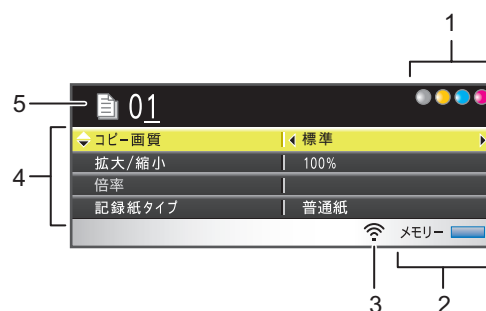 1
5
01
コピー画質 標準
4
拡大/縮小 100%
倍率
記録紙タイプ 普通紙
メモリー
3
2